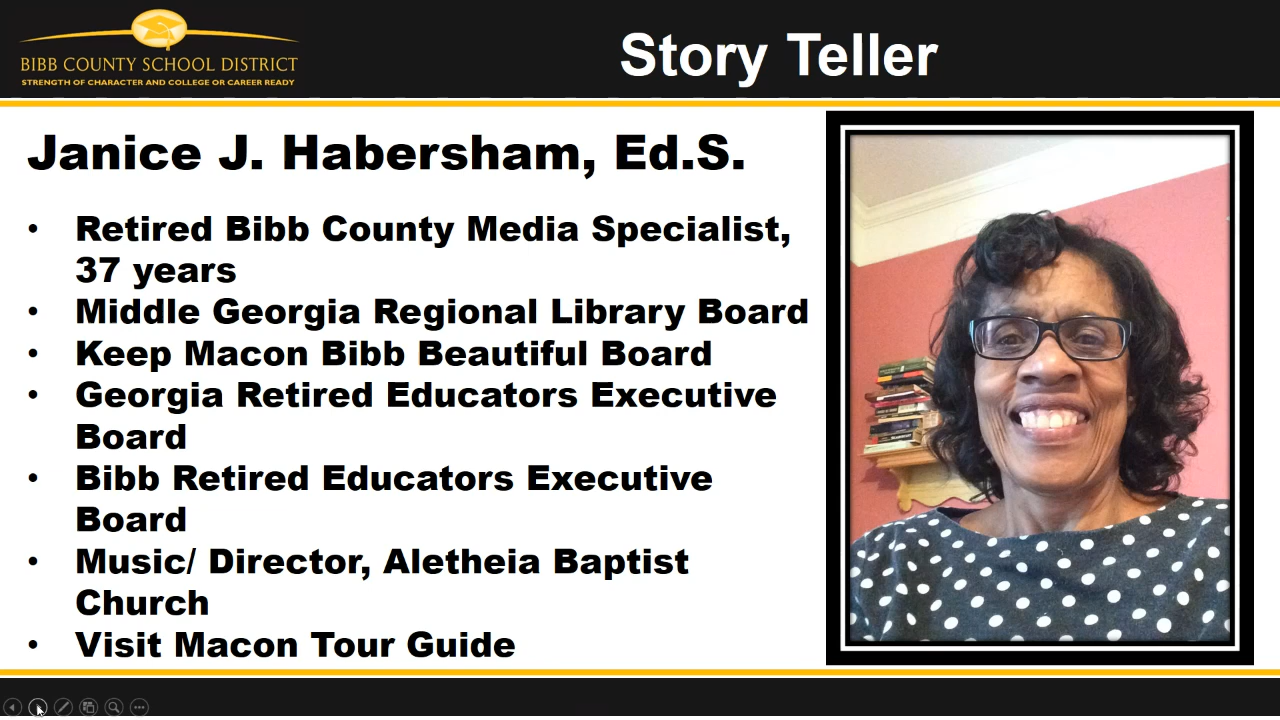 BIBB COUNTY SCHOOL DISTRICT
STRENGTH OF CHARACTER AND COLLEGE OR CAREER READY
Story Teller
Janice J. Habersham, Ed.S.
• Retired Bibb County Media Specialist,
37 years
• Middle Georgia Regional Library Board
• Keep Macon Bibb Beautiful Board
• Georgia Retired Educators Executive
Board
• Bibb Retired Educators Executive
Board
• Music/ Director, Aletheia Baptist
Church
• Visit Macon Tour Guide